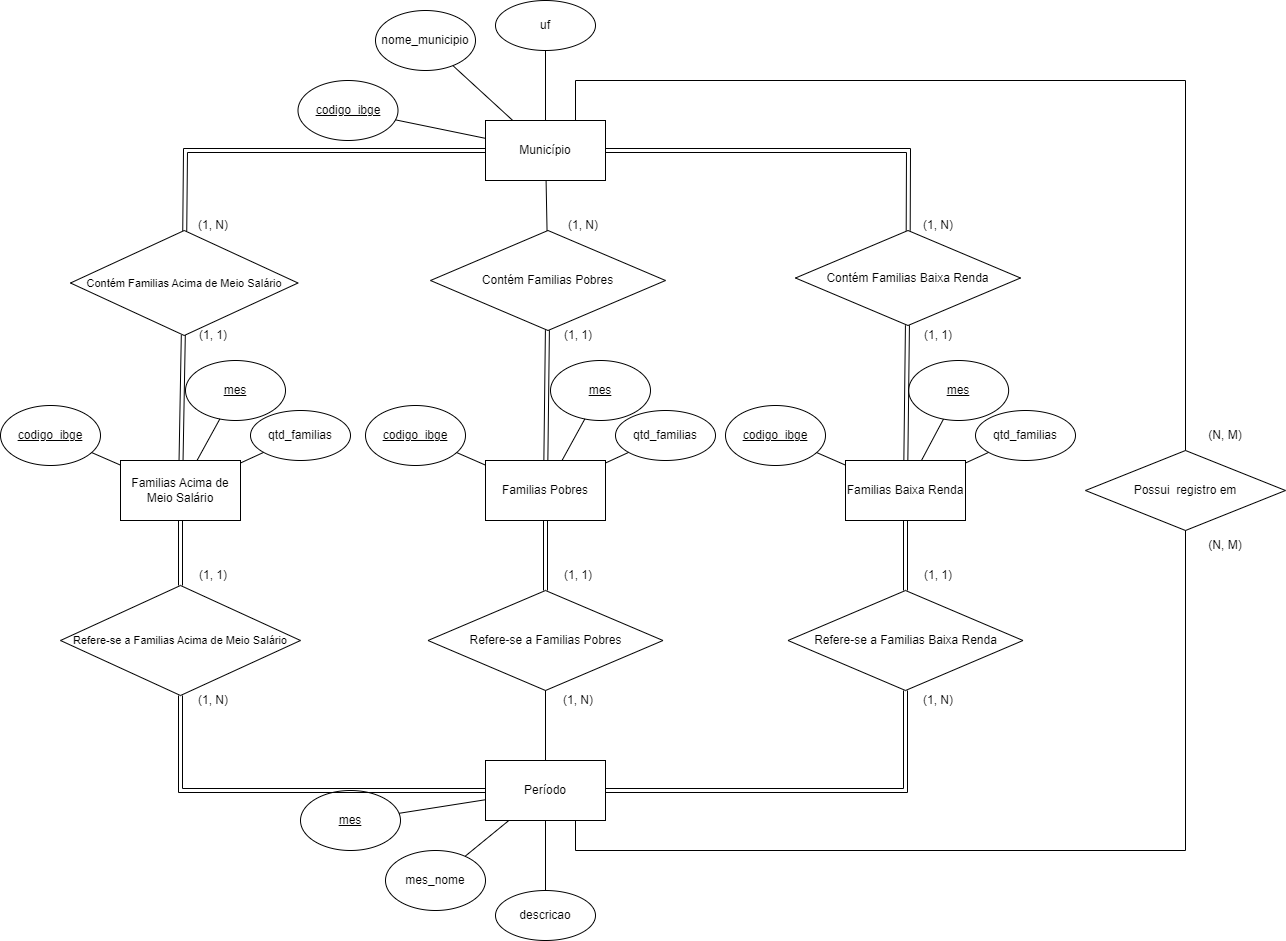 uf
nome_municipio
codigo_ibge
Município
(1, N)
(1, N)
(1, N)
Contém Familias Acima de Meio Salário
Contém Familias Pobres
Contém Familias Baixa Renda
(1, 1)
(1, 1)
(1, 1)
mes
mes
mes
codigo_ibge
qtd_familias
codigo_ibge
qtd_familias
codigo_ibge
qtd_familias
(N, M)
Familias Acima de
Meio Salário
Familias Pobres
Familias Baixa Renda
Possui  registro em
(N, M)
(1, 1)
(1, 1)
(1, 1)
Refere-se a Familias Acima de Meio Salário
Refere-se a Familias Pobres
Refere-se a Familias Baixa Renda
(1, N)
(1, N)
(1, N)
Período
mes
mes_nome
descricao